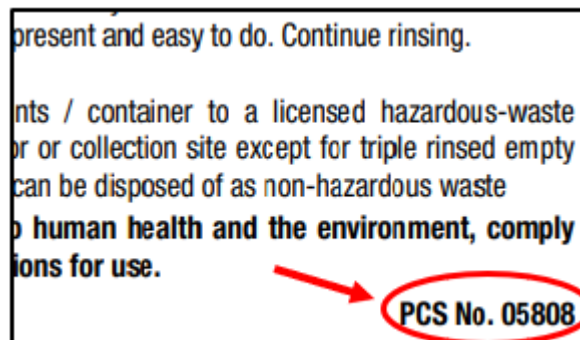 present and easy to do. Continue rinsing.
nts / container to a licensed hazardous-waste
or collection site except for triple rinsed empty
can be disposed of as non-hazardous waste
human health and the environment, comply
ions for use.
PCS No. 05808